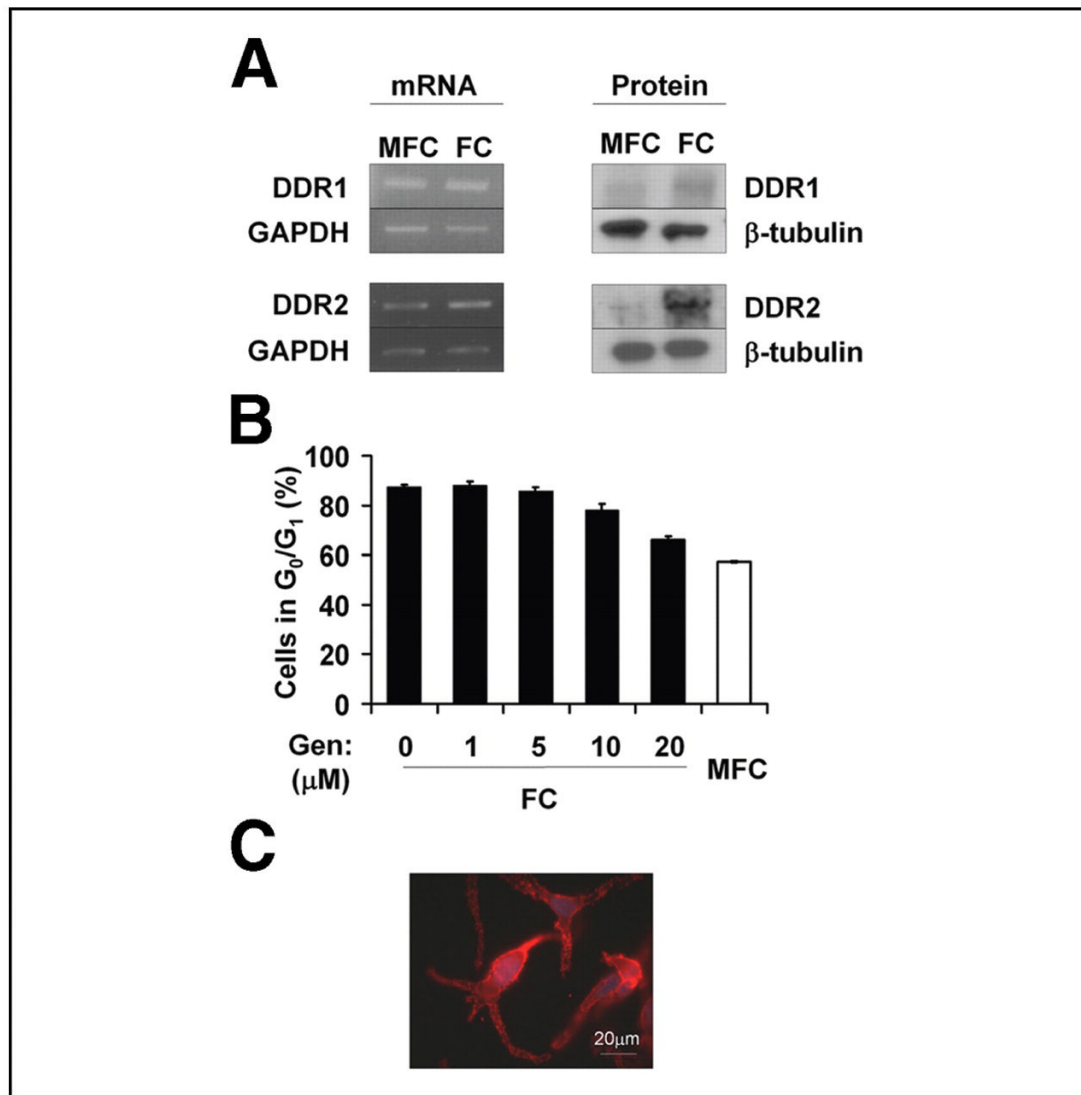 A
mRNA Protein
MFC FC MFC FC
DDR1 DDR1
GAPDH β-tubulin
DDR2 DDR2
GAPDH β-tubulin
B
Cells in G₀/G₁ (%)
100
80
60
40
20
0
Gen: 0 1 5 10 20 MFC
(μM)
FC
C
20μm